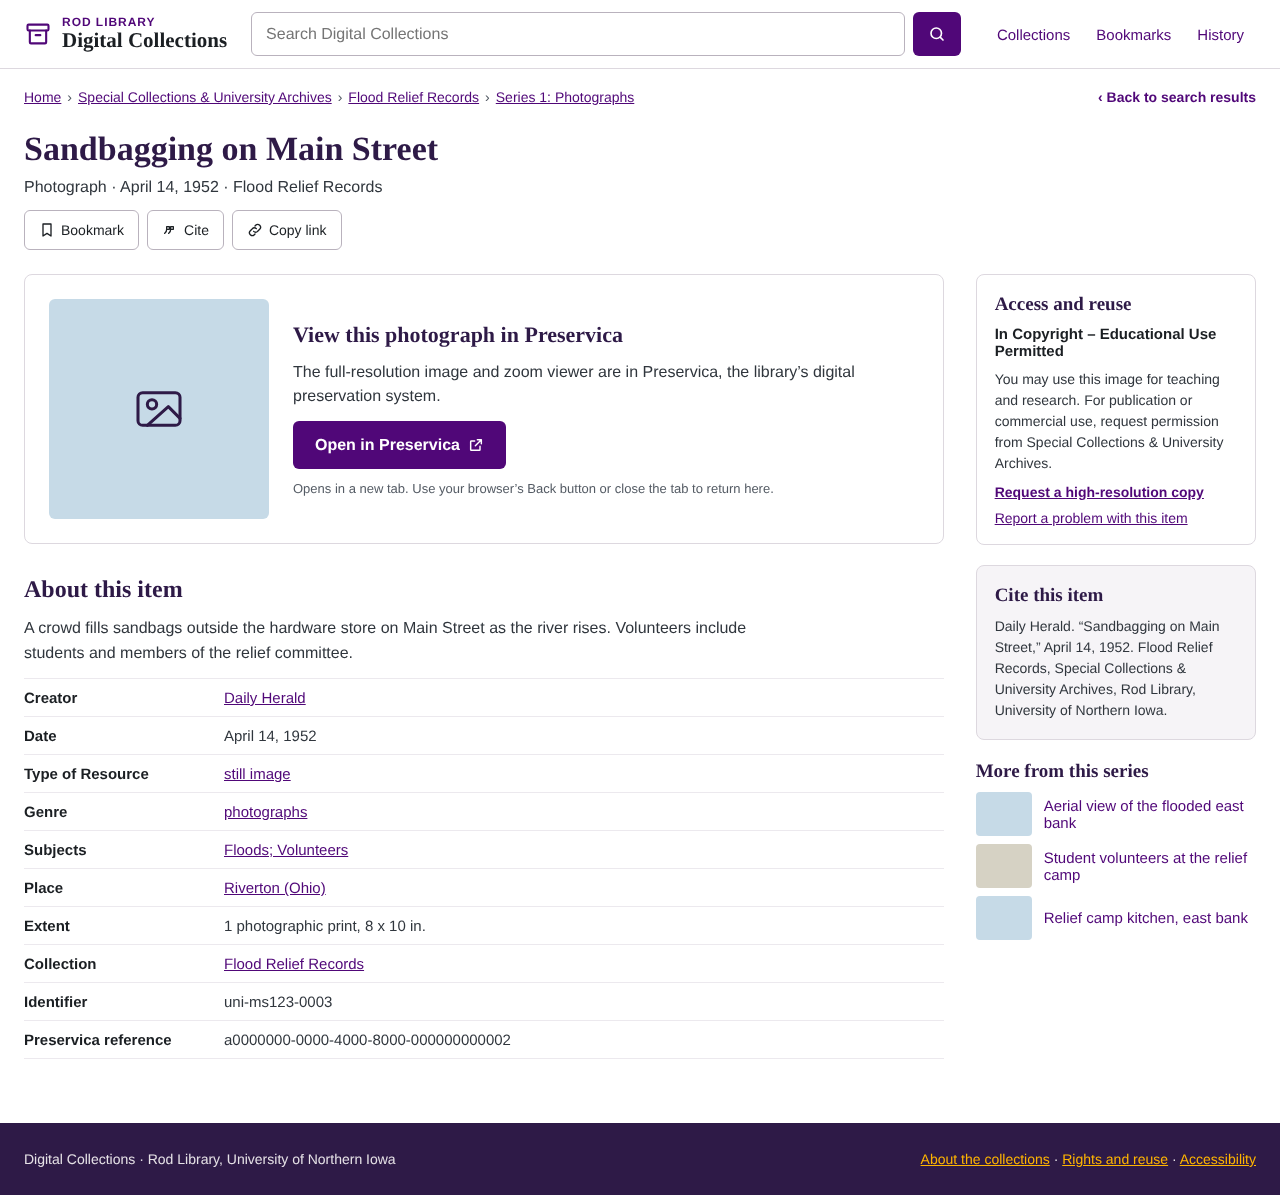 ROD LIBRARY
Digital Collections
Search Digital Collections
Collections
Bookmarks
History
Home › Special Collections & University Archives › Flood Relief Records › Series 1: Photographs
‹ Back to search results
Sandbagging on Main Street
Photograph · April 14, 1952 · Flood Relief Records
Bookmark
Cite
Copy link
View this photograph in Preservica
The full-resolution image and zoom viewer are in Preservica, the library’s digital
preservation system.
Open in Preservica
Opens in a new tab. Use your browser’s Back button or close the tab to return here.
About this item
A crowd fills sandbags outside the hardware store on Main Street as the river rises. Volunteers include
students and members of the relief committee.
Creator Daily Herald
Date April 14, 1952
Type of Resource still image
Genre photographs
Subjects Floods; Volunteers
Place Riverton (Ohio)
Extent 1 photographic print, 8 x 10 in.
Collection Flood Relief Records
Identifier uni-ms123-0003
Preservica reference a0000000-0000-4000-8000-000000000002
Access and reuse
In Copyright – Educational Use
Permitted
You may use this image for teaching
and research. For publication or
commercial use, request permission
from Special Collections & University
Archives.
Request a high-resolution copy
Report a problem with this item
Cite this item
Daily Herald. “Sandbagging on Main
Street,” April 14, 1952. Flood Relief
Records, Special Collections &
University Archives, Rod Library,
University of Northern Iowa.
More from this series
Aerial view of the flooded east
bank
Student volunteers at the relief
camp
Relief camp kitchen, east bank
Digital Collections · Rod Library, University of Northern Iowa
About the collections · Rights and reuse · Accessibility